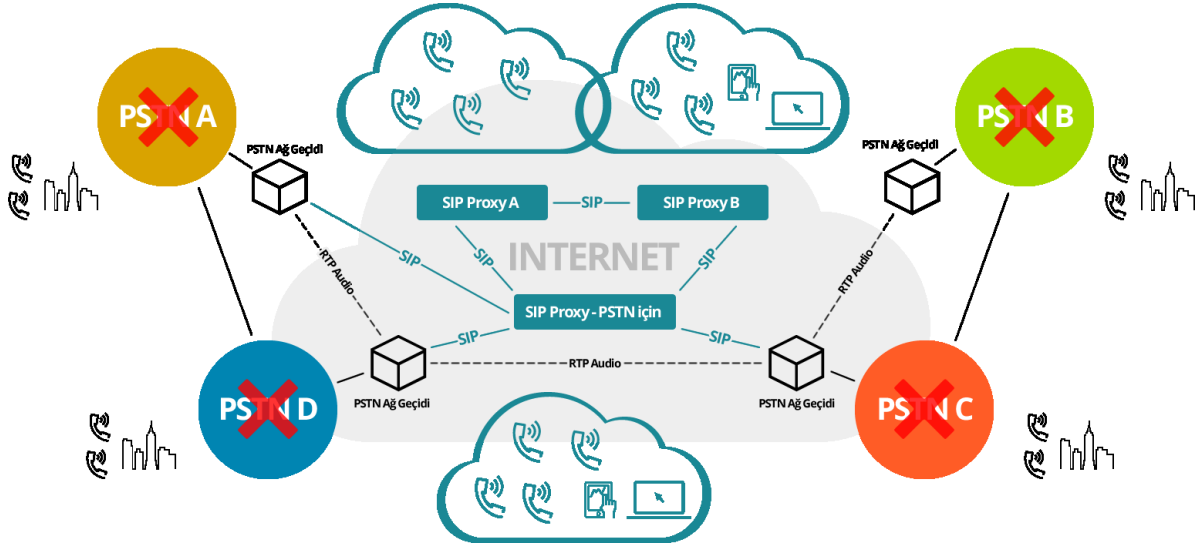 PSTN A
PSTN B
PSTN Ağ Geçidi
PSTN Ağ Geçidi
SIP Proxy A
SIP
SIP Proxy B
SIP
SIP
SIP
INTERNET
RTP Audio
RTP Audio
SIP Proxy - PSTN için
SIP
SIP
RTP Audio
PSTN Ağ Geçidi
PSTN Ağ Geçidi
PSTN D
PSTN C